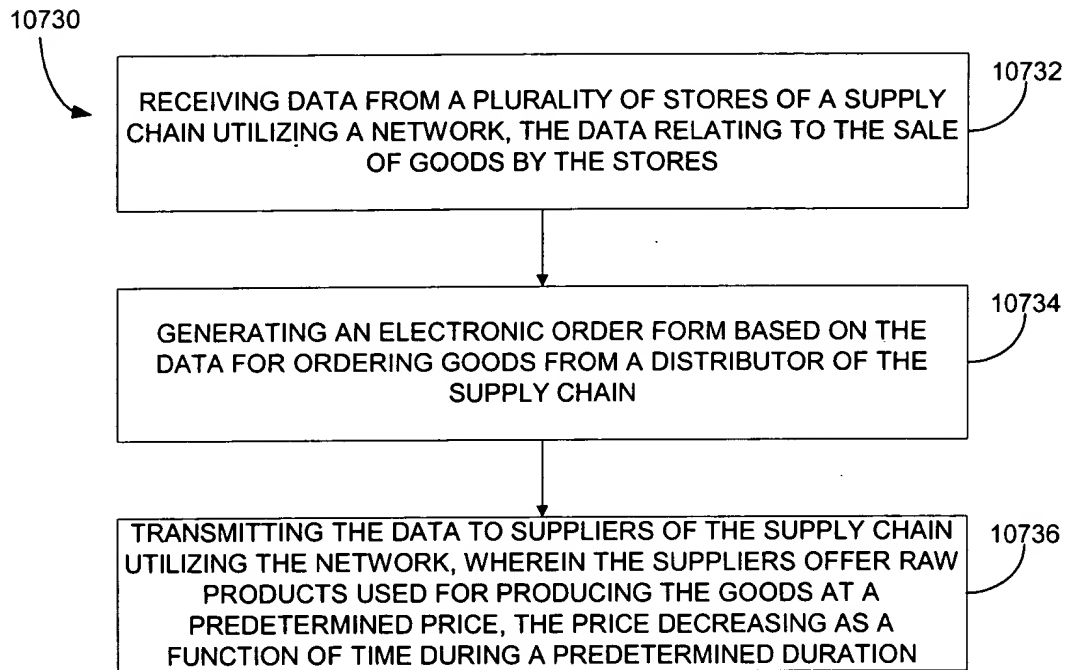 10730
10732
RECEIVING DATA FROM A PLURALITY OF STORES OF A SUPPLY
CHAIN UTILIZING A NETWORK, THE DATA RELATING TO THE SALE
OF GOODS BY THE STORES
10734
GENERATING AN ELECTRONIC ORDER FORM BASED ON THE
DATA FOR ORDERING GOODS FROM A DISTRIBUTOR OF THE
SUPPLY CHAIN
10736
TRANSMITTING THE DATA TO SUPPLIERS OF THE SUPPLY CHAIN
UTILIZING THE NETWORK, WHEREIN THE SUPPLIERS OFFER RAW
PRODUCTS USED FOR PRODUCING THE GOODS AT A
PREDETERMINED PRICE, THE PRICE DECREASING AS A
FUNCTION OF TIME DURING A PREDETERMINED DURATION